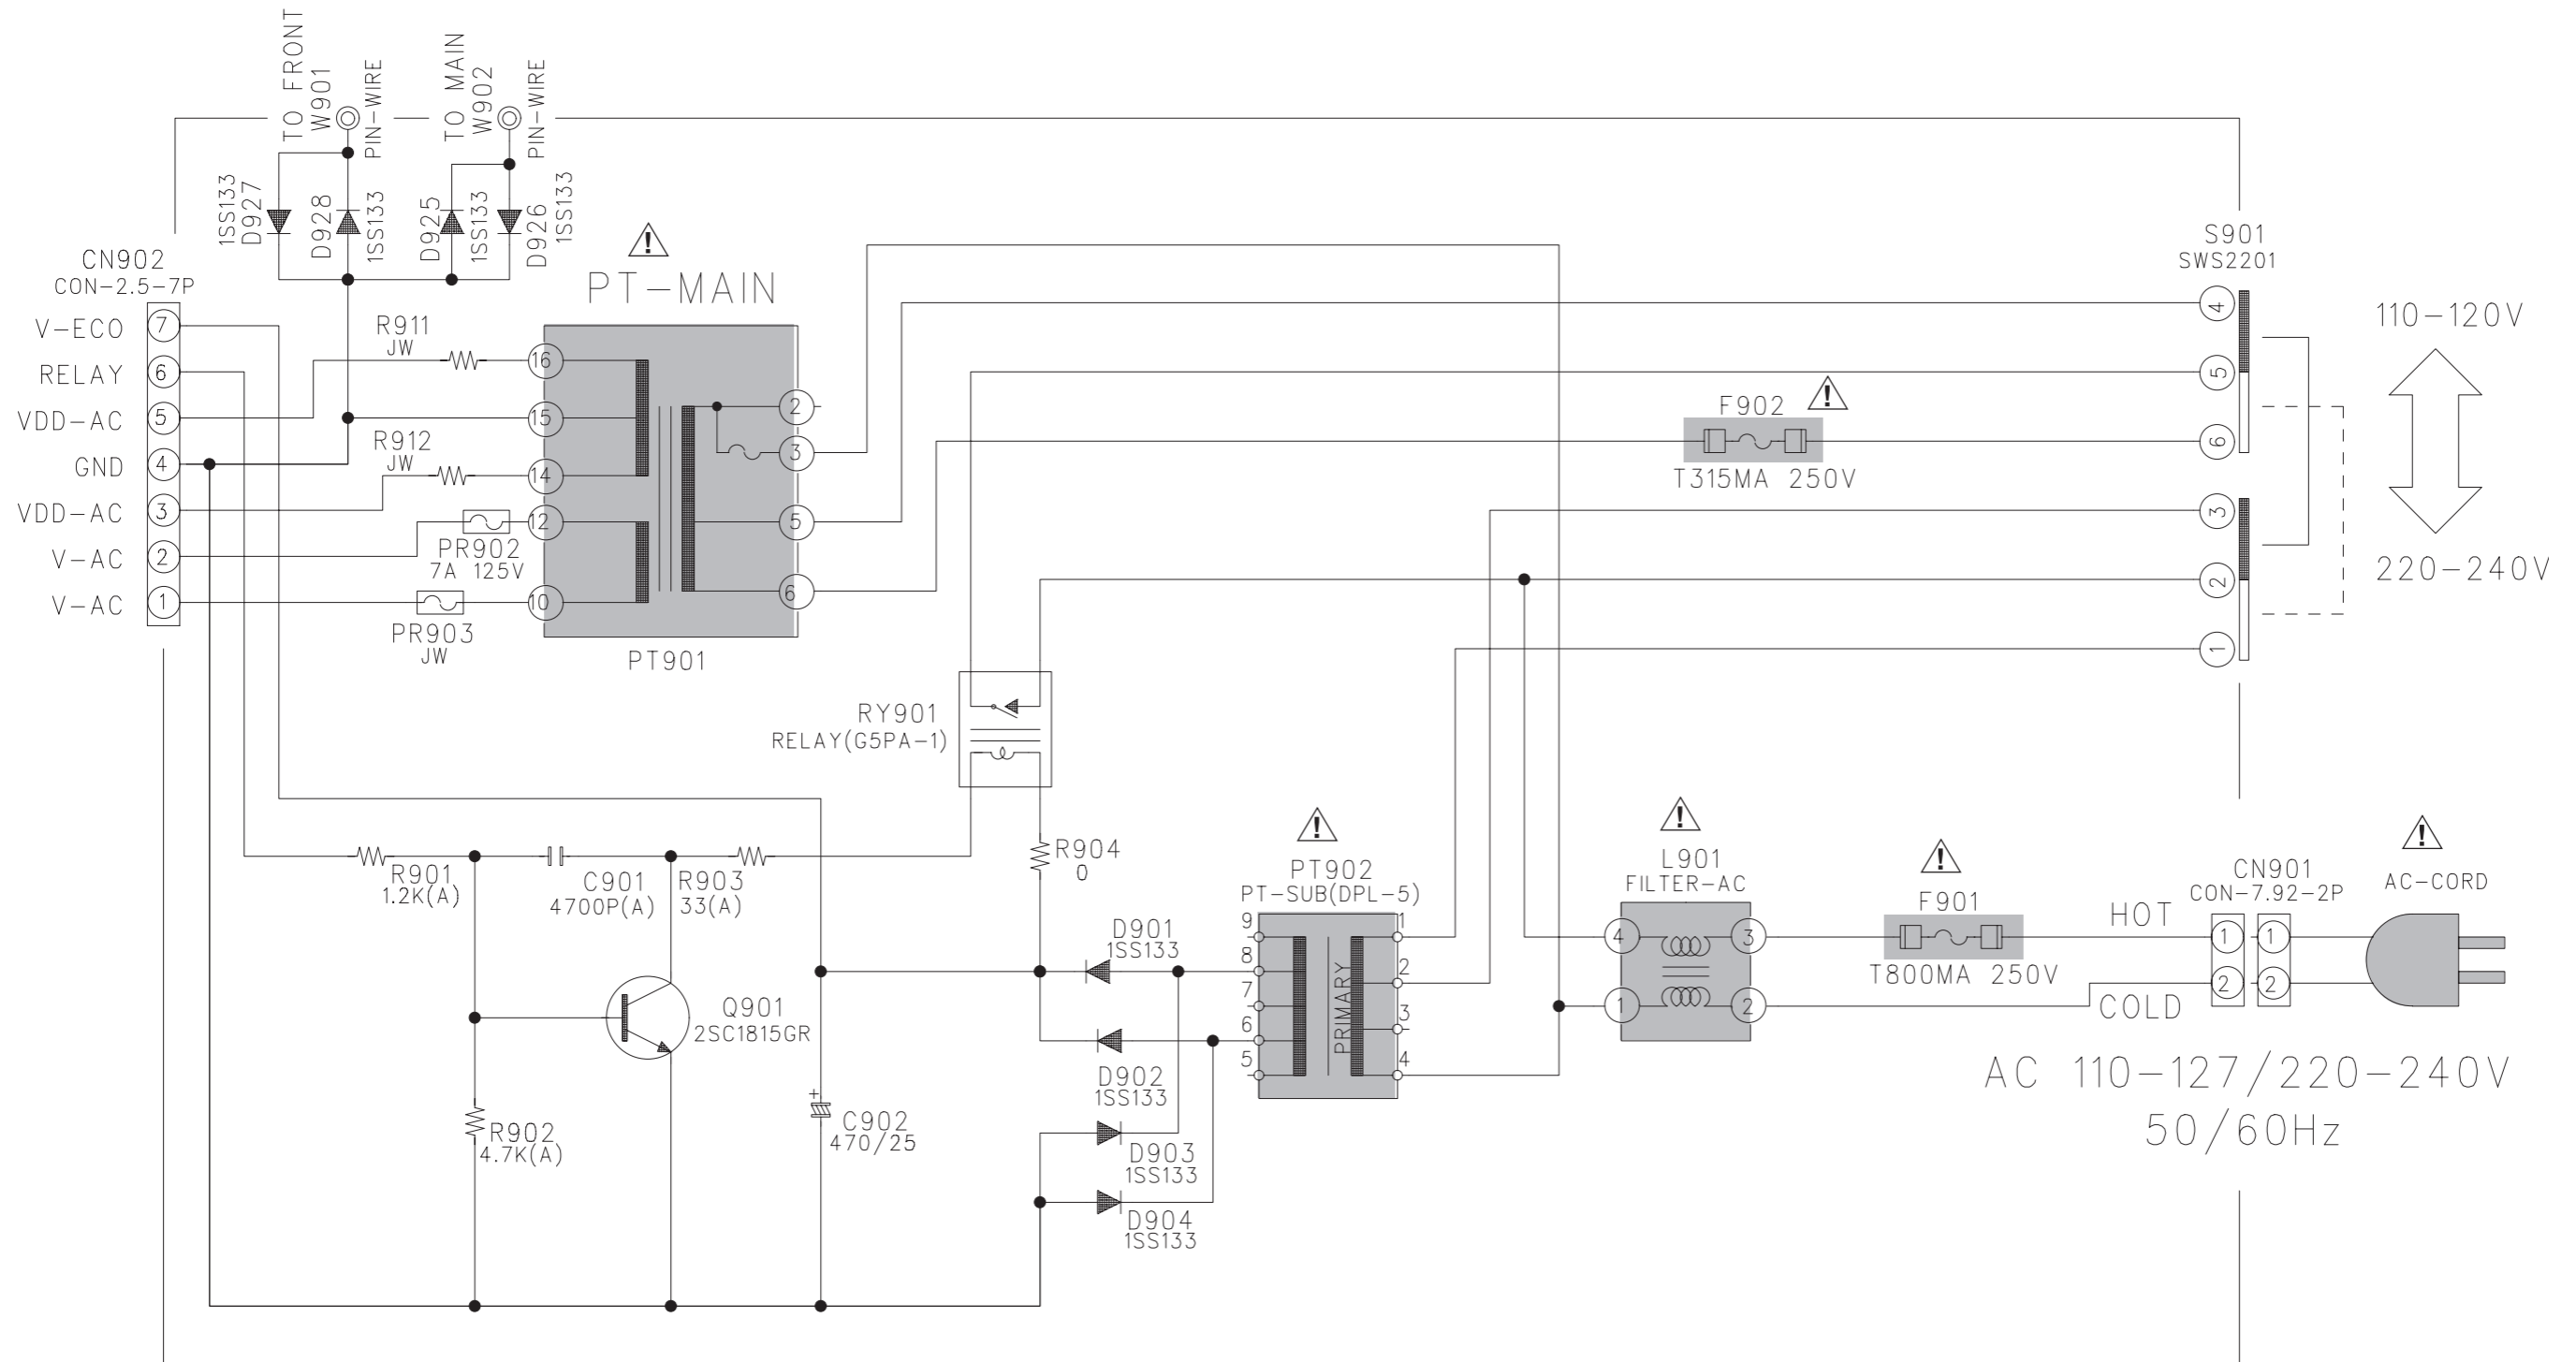 TO FRONT
W901
PIN-WIRE
TO MAIN
W902
PIN-WIRE
1SS133
D927
D928
1SS133
D925
1SS133
D926
1SS133
CN902
CON-2.5-7P
V-ECO 7
RELAY 6
VDD-AC 5
GND 4
VDD-AC 3
V-AC 2
V-AC 1
R911
JW
R912
JW
PR902
7A 125V
PR903
JW
!
PT-MAIN
16
15
14
12
10
2
3
5
6
PT901
S901
SWS2201
4
5
6
3
2
1
110-120V
220-240V
F902
!
T315MA 250V
RY901
RELAY(G5PA-1)
R901
1.2K(A)
C901
4700P(A)
R903
33(A)
R904
0
Q901
2SC1815GR
R902
4.7K(A)
C902
470/25
+
D901
1SS133
D902
1SS133
D903
1SS133
D904
1SS133
!
PT902
PT-SUB(DPL-5)
9
8
7
6
5
PRIMARY
1
2
3
4
!
L901
FILTER-AC
4
3
1
2
!
F901
T800MA 250V
HOT
COLD
CN901
CON-7.92-2P
1
1
2
2
!
AC-CORD
AC 110-127/220-240V
50/60Hz